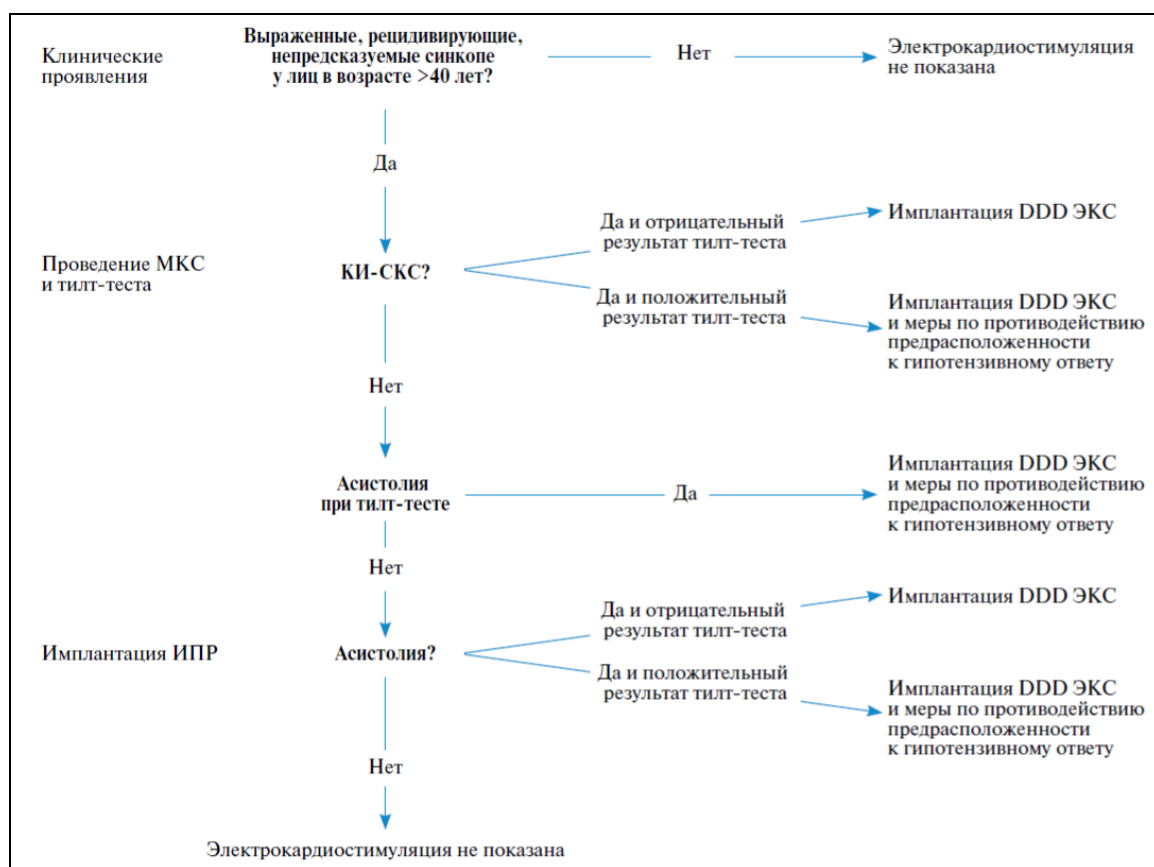 Клинические
проявления
Выраженные, рецидивирующие,
непредсказуемые синкопе
у лиц в возрасте >40 лет?
Нет
Электрокардиостимуляция
не показана
Да
Проведение МКС
и тилт-теста
КИ-СКС?
Да и отрицательный
результат тилт-теста
Имплантация DDD ЭКС
Да и положительный
результат тилт-теста
Имплантация DDD ЭКС
и меры по противодействию
предрасположенности
к гипотензивному ответу
Нет
Асистолия
при тилт-тесте
Да
Имплантация DDD ЭКС
и меры по противодействию
предрасположенности
к гипотензивному ответу
Нет
Имплантация ИПР
Асистолия?
Да и отрицательный
результат тилт-теста
Имплантация DDD ЭКС
Да и положительный
результат тилт-теста
Имплантация DDD ЭКС
и меры по противодействию
предрасположенности
к гипотензивному ответу
Нет
Электрокардиостимуляция не показана